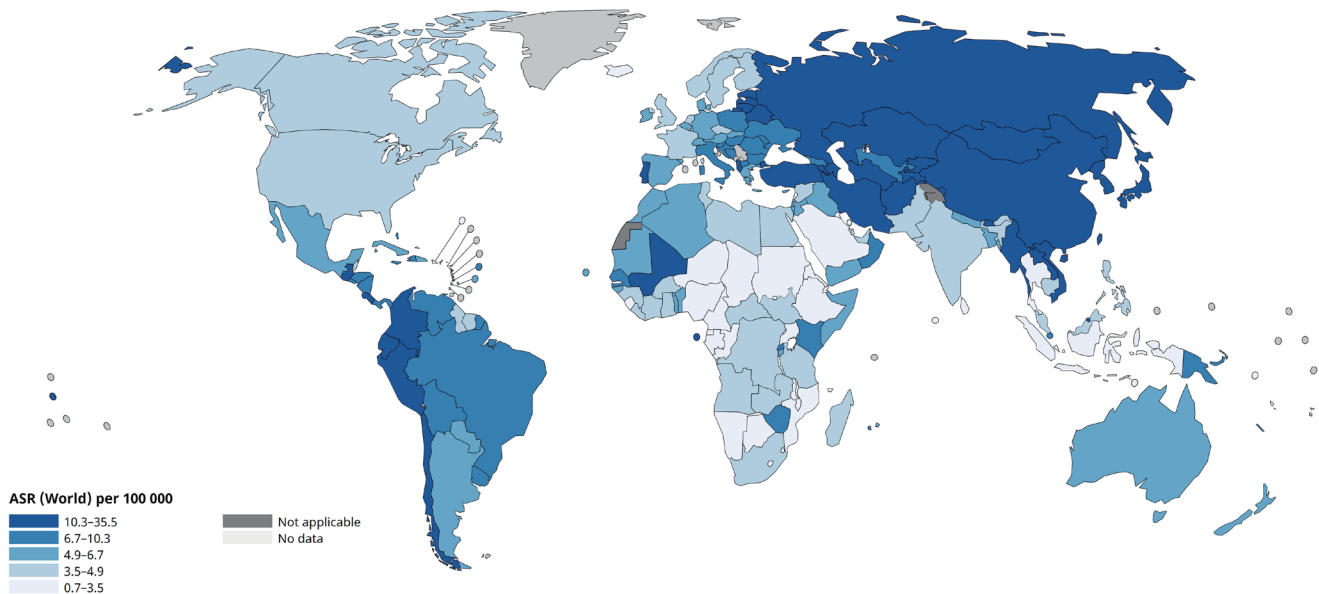 ASR (World) per 100 000
10.3–35.5
6.7–10.3
4.9–6.7
3.5–4.9
0.7–3.5
Not applicable
No data